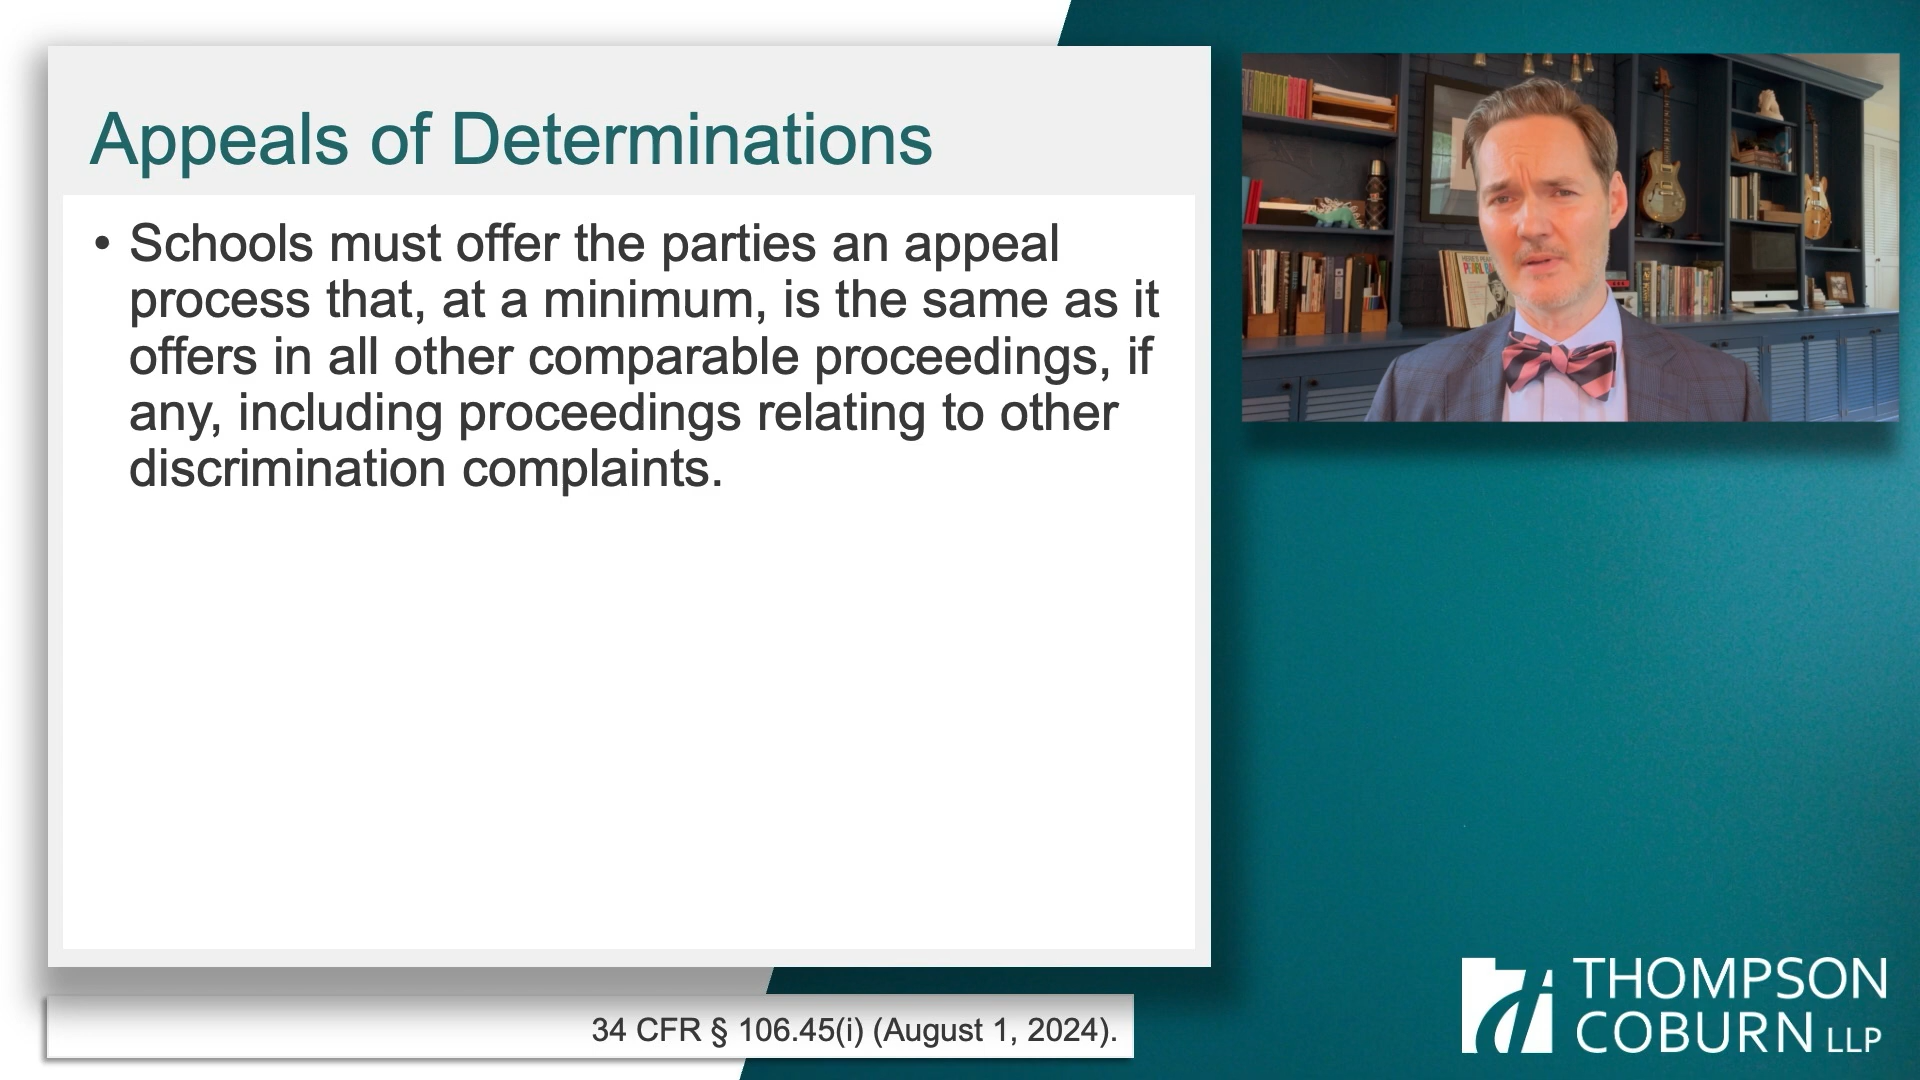 Appeals of Determinations
• Schools must offer the parties an appeal
process that, at a minimum, is the same as it
offers in all other comparable proceedings, if
any, including proceedings relating to other
discrimination complaints.
34 CFR § 106.45(i) (August 1, 2024).
THOMPSON
COBURN LLP